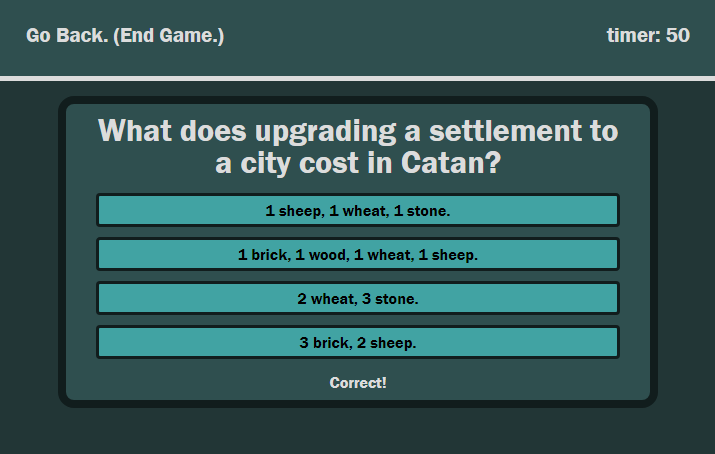 Go Back. (End Game.)
timer: 50
What does upgrading a settlement to
a city cost in Catan?
1 sheep, 1 wheat, 1 stone.
1 brick, 1 wood, 1 wheat, 1 sheep.
2 wheat, 3 stone.
3 brick, 2 sheep.
Correct!